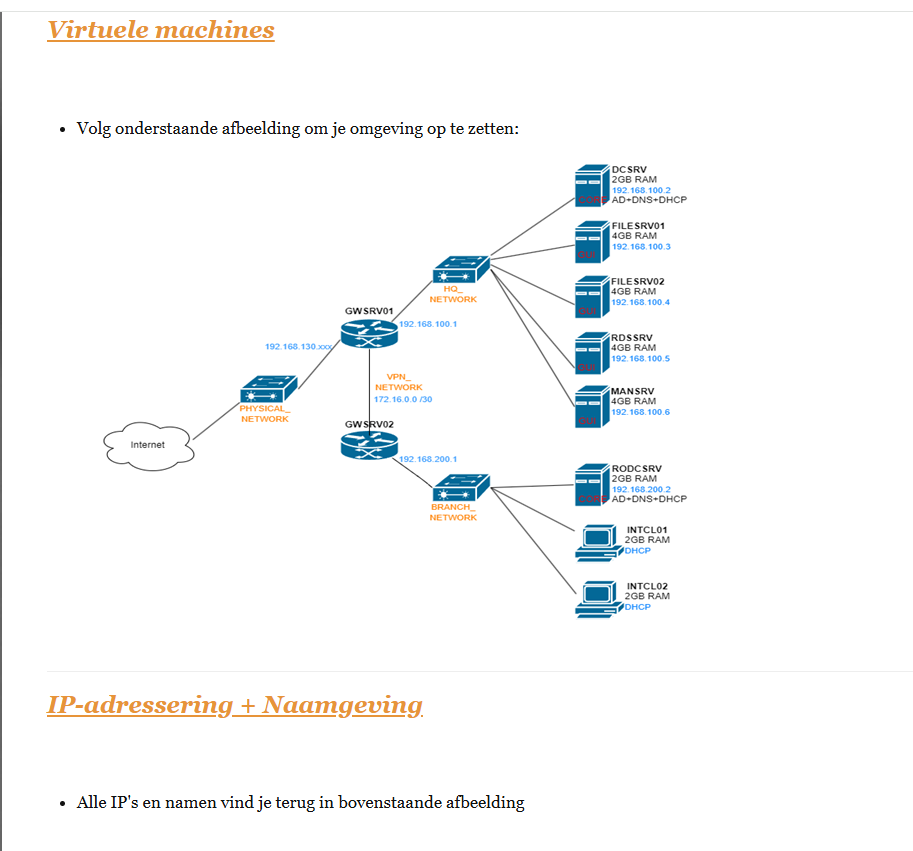 Virtuele machines
Volg onderstaande afbeelding om je omgeving op te zetten:
DCSRV
2GB RAM
192.168.100.2
AD+DNS+DHCP
FILESRV01
4GB RAM
192.168.100.3
FILESRV02
4GB RAM
192.168.100.4
RDSSRV
4GB RAM
192.168.100.5
MANSRV
4GB RAM
192.168.100.6
HQ_
NETWORK
GWSRV01
192.168.100.1
192.168.130.xxx
VPN_
NETWORK
172.16.0.0 /30
PHYSICAL_
NETWORK
Internet
GWSRV02
192.168.200.1
BRANCH_
NETWORK
RODCSRV
2GB RAM
192.168.200.2
AD+DNS+DHCP
INTCL01
2GB RAM
DHCP
INTCL02
2GB RAM
DHCP
IP-adressering + Naamgeving
Alle IP's en namen vind je terug in bovenstaande afbeelding